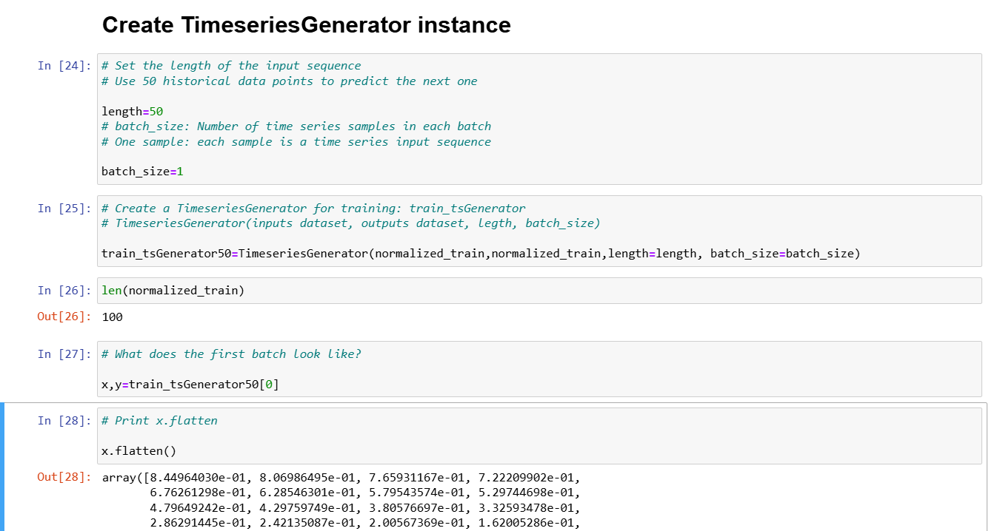 Create TimeseriesGenerator instance
In [24]:
# Set the length of the input sequence
# Use 50 historical data points to predict the next one
length=50
# batch_size: Number of time series samples in each batch
# One sample: each sample is a time series input sequence
batch_size=1
In [25]:
# Create a TimeseriesGenerator for training: train_tsGenerator
# TimeseriesGenerator(inputs dataset, outputs dataset, legth, batch_size)
train_tsGenerator50=TimeseriesGenerator(normalized_train,normalized_train,length=length, batch_size=batch_size)
In [26]:
len(normalized_train)
Out[26]:
100
In [27]:
# What does the first batch look like?
x,y=train_tsGenerator50[0]
In [28]:
# Print x.flatten
x.flatten()
Out[28]:
array([8.44964030e-01, 8.06986495e-01, 7.65931167e-01, 7.22209902e-01,
6.76261298e-01, 6.28546301e-01, 5.79543574e-01, 5.29744698e-01,
4.79649242e-01, 4.29759749e-01, 3.80576697e-01, 3.32593478e-01,
2.86291445e-01, 2.42135087e-01, 2.00567369e-01, 1.62005286e-01,